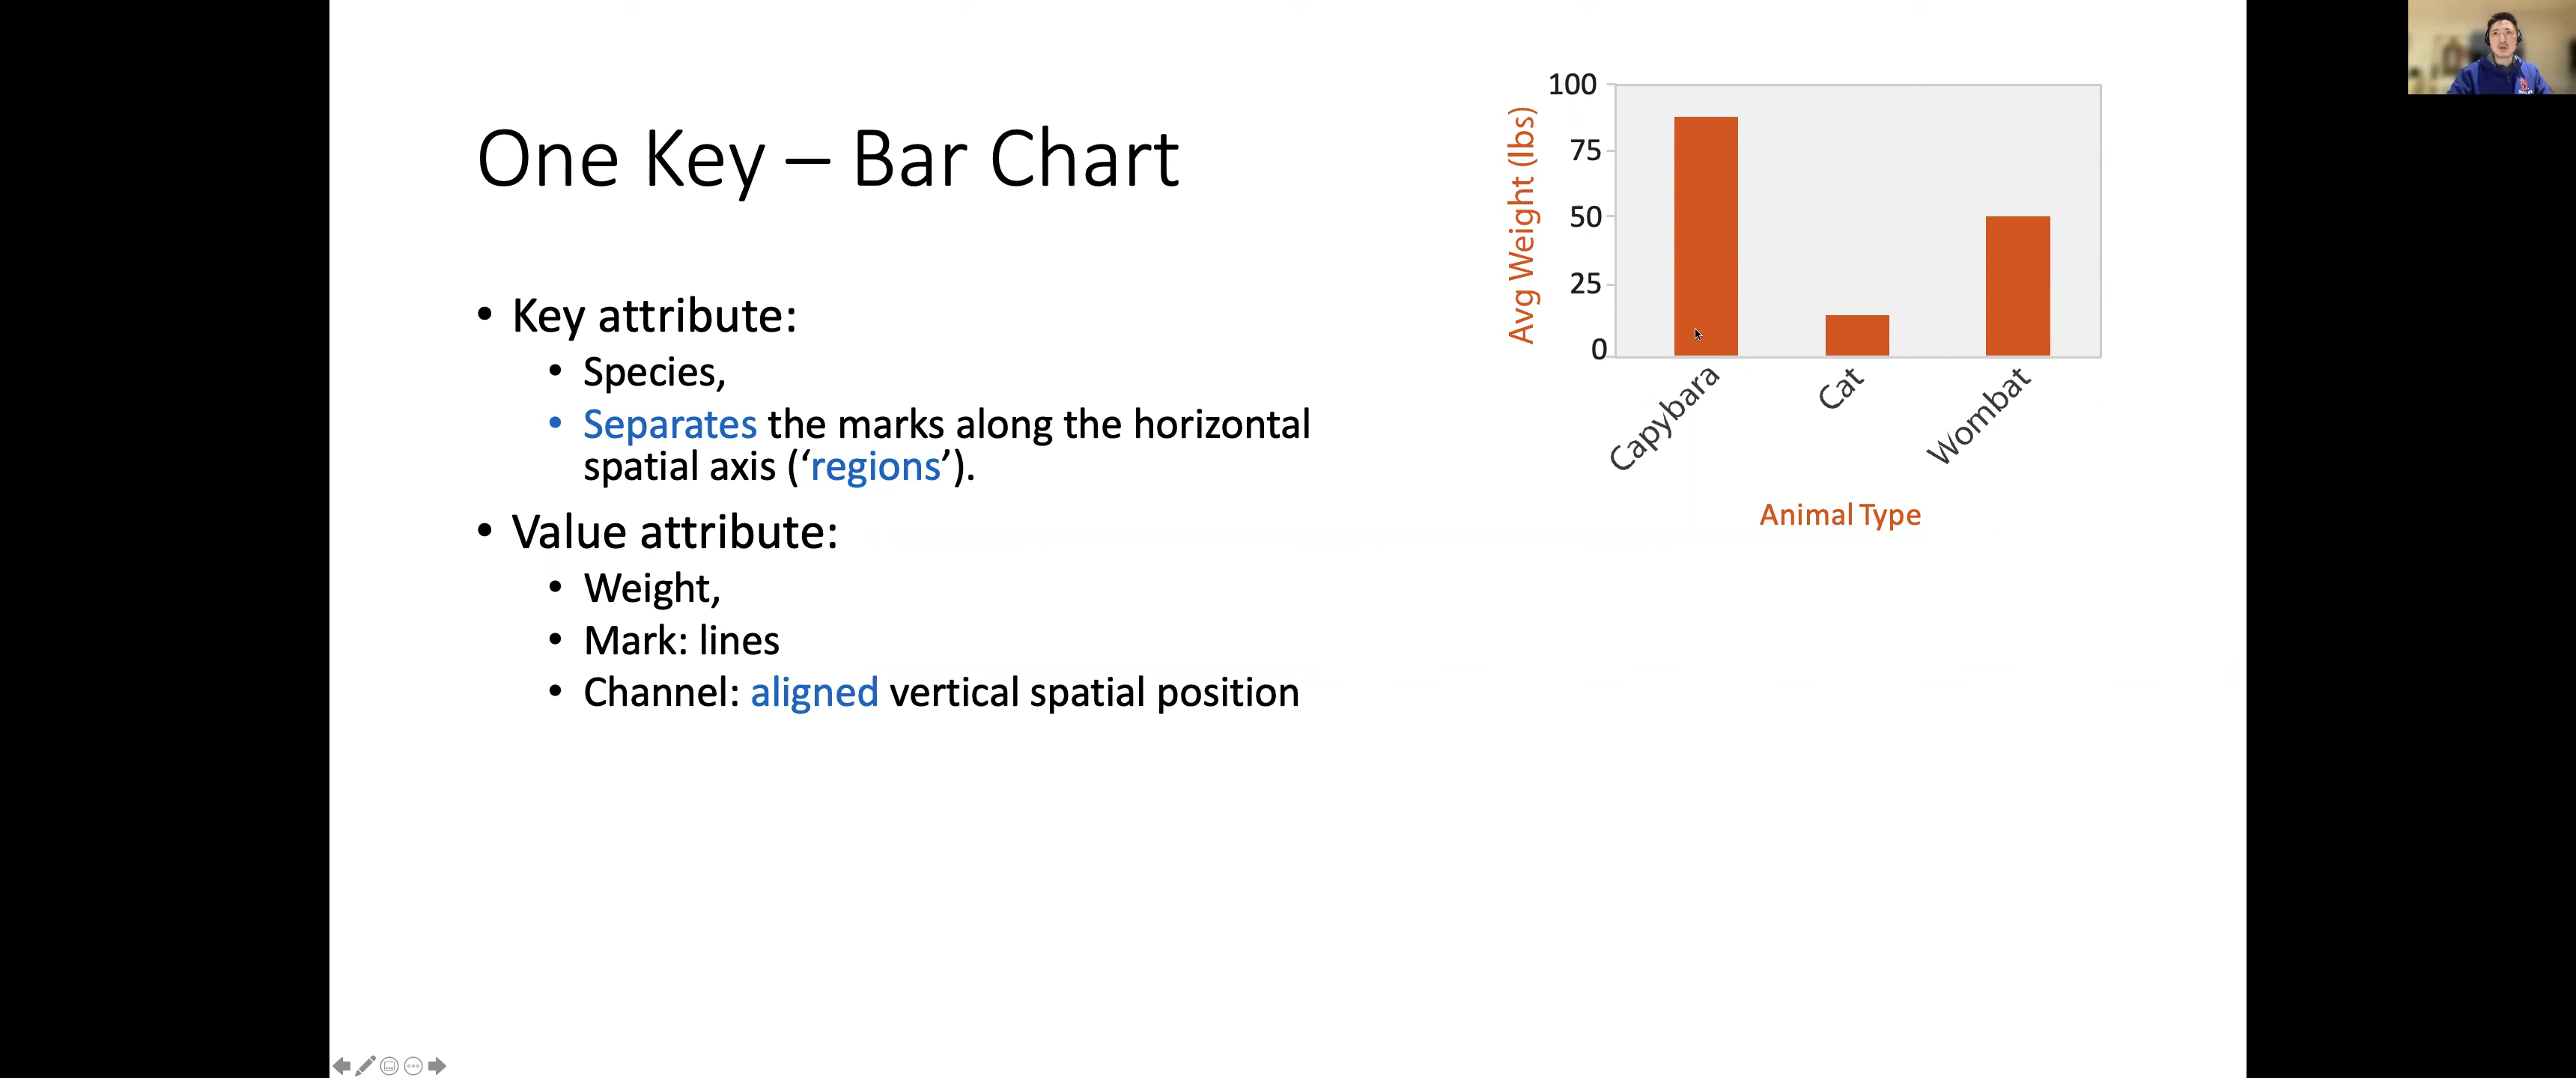 One Key – Bar Chart
• Key attribute:
• Species,
• Separates the marks along the horizontal
spatial axis (‘regions’).
• Value attribute:
• Weight,
• Mark: lines
• Channel: aligned vertical spatial position
Avg Weight (lbs)
100
75
50
25
0
Capybara
Cat
Wombat
Animal Type